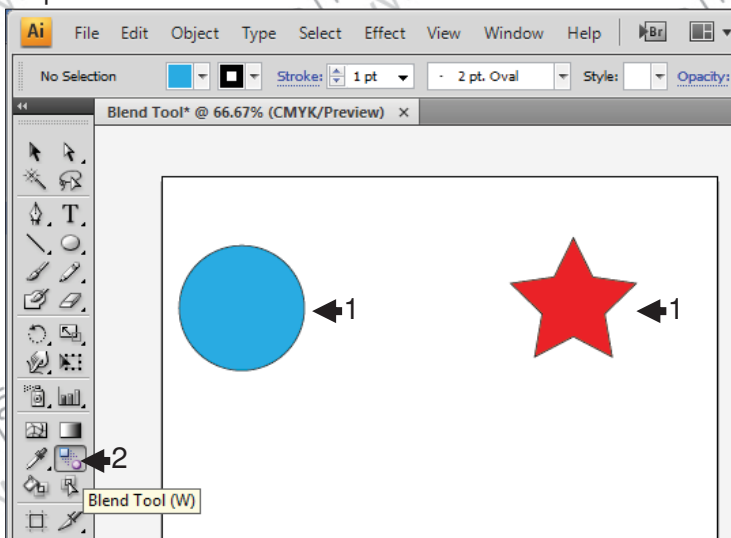 Ai File Edit Object Type Select Effect View Window Help Br
No Selection Stroke: 1 pt 2 pt. Oval Style: Opacity:
Blend Tool* @ 66.67% (CMYK/Preview) ×
T
1 1
2
Blend Tool (W)